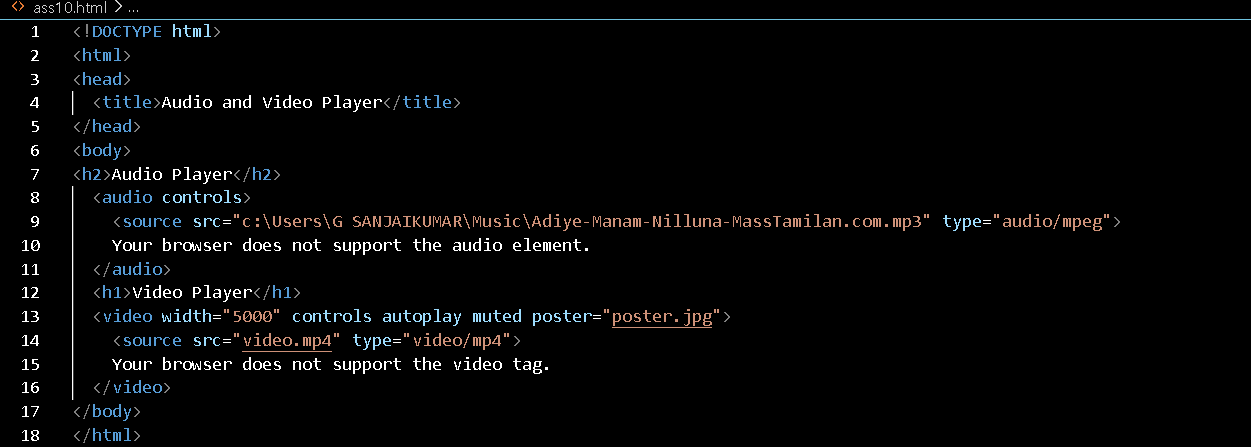 <> ass10.html > ...
1 <!DOCTYPE html>
2 <html>
3 <head>
4 <title>Audio and Video Player</title>
5 </head>
6 <body>
7 <h2>Audio Player</h2>
8 <audio controls>
9 <source src="c:\Users\G SANJAIKUMAR\Music\Adiye-Manam-Nilluna-MassTamilan.com.mp3" type="audio/mpeg">
10 Your browser does not support the audio element.
11 </audio>
12 <h1>Video Player</h1>
13 <video width="5000" controls autoplay muted poster="poster.jpg">
14 <source src="video.mp4" type="video/mp4">
15 Your browser does not support the video tag.
16 </video>
17 </body>
18 </html>